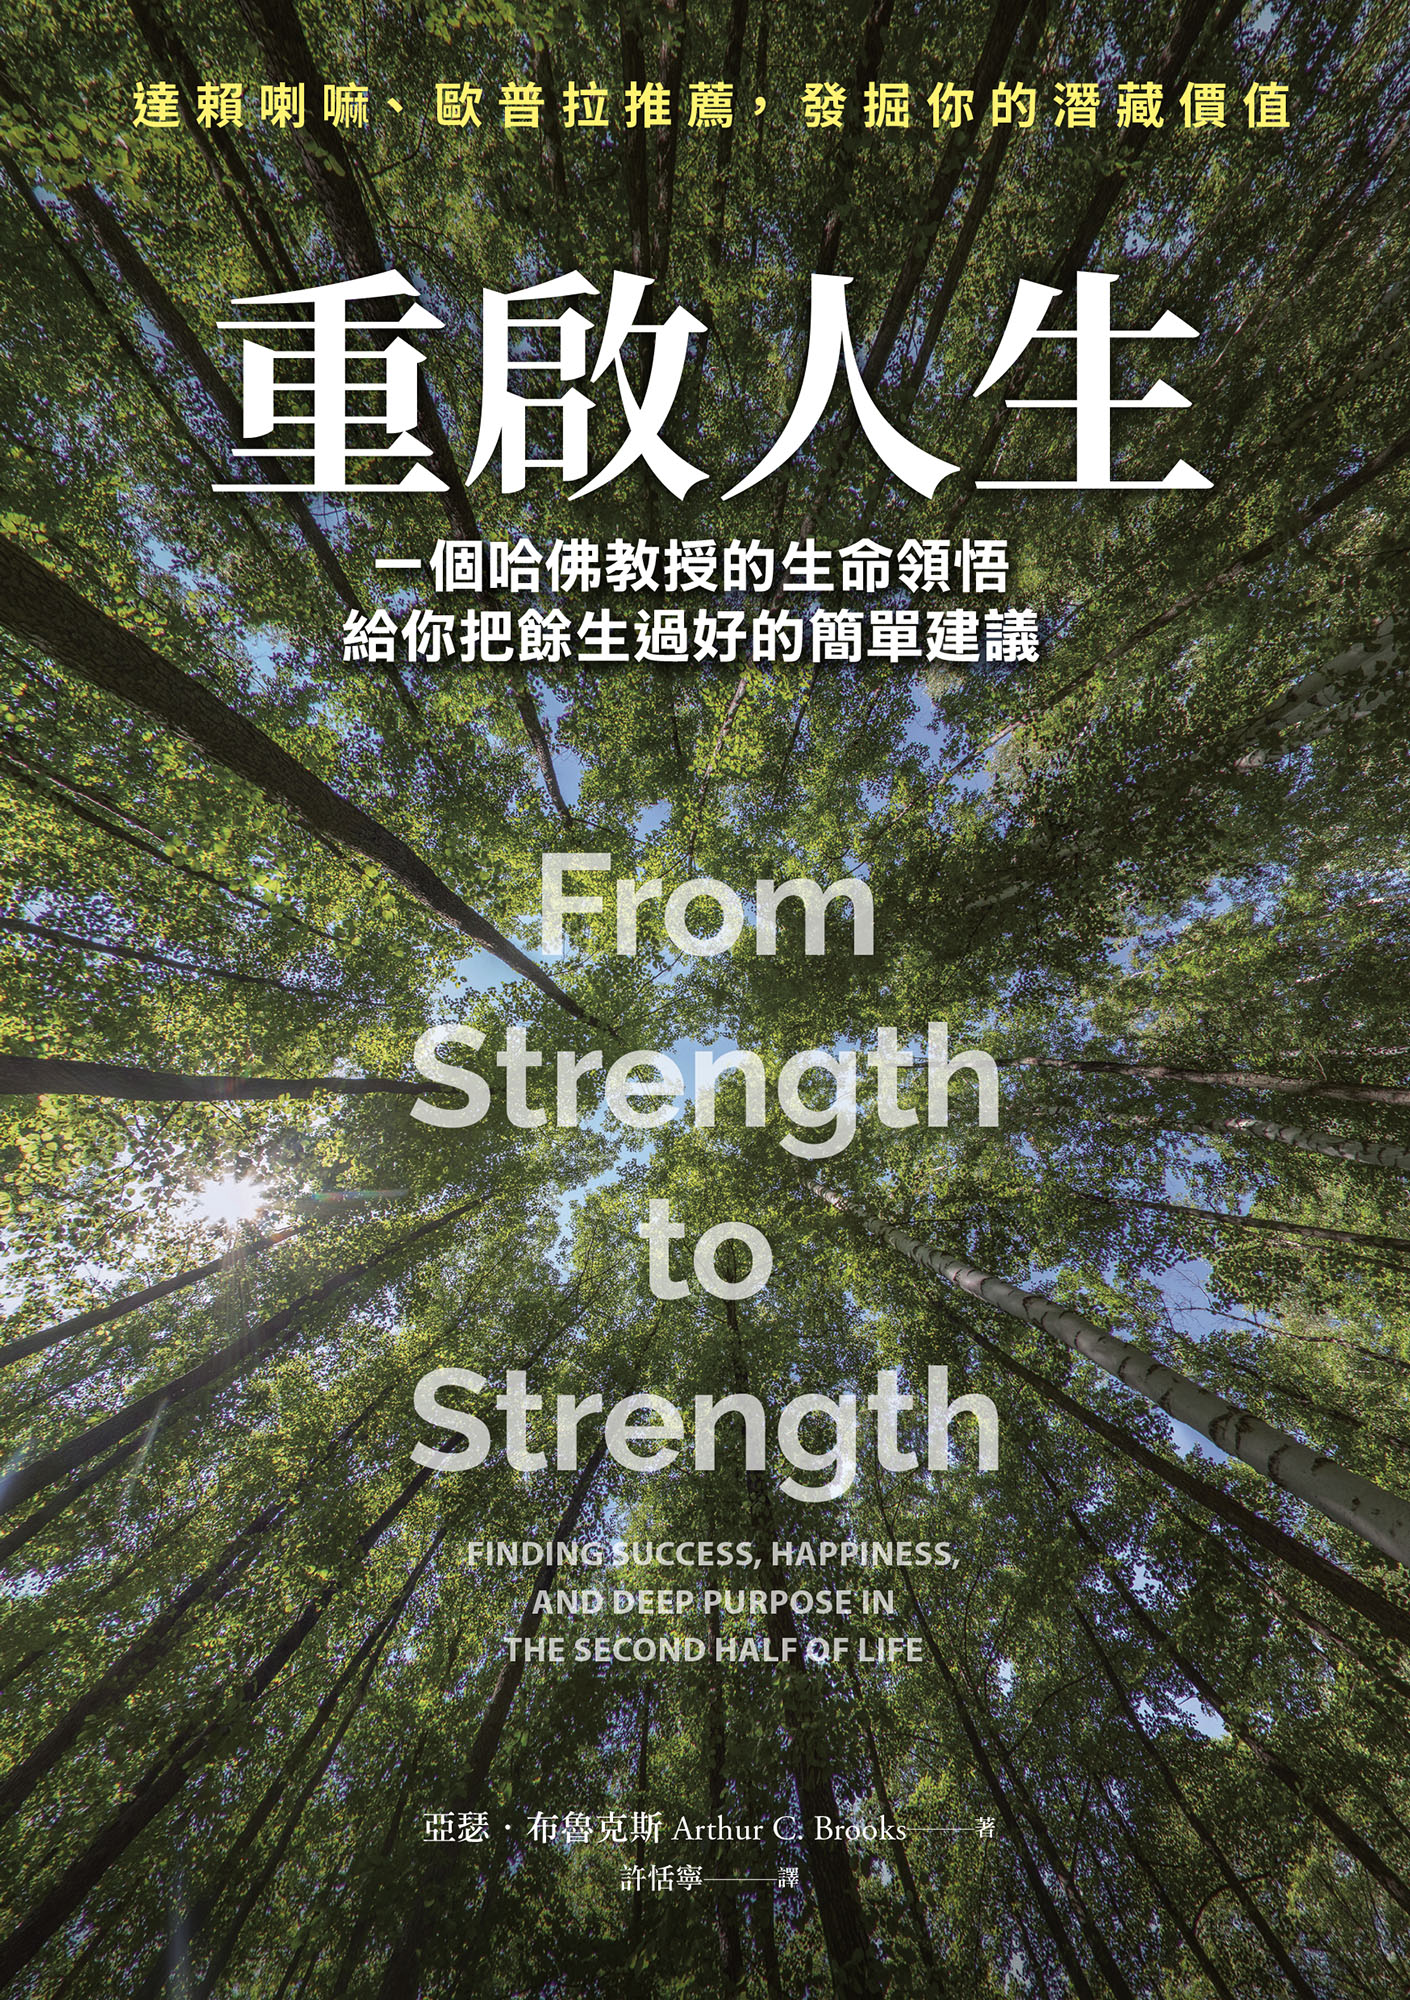 達賴喇嘛、歐普拉推薦，發掘你的潛藏價值
重啟人生
一個哈佛教授的生命領悟
給你把餘生過好的簡單建議
From
Strength
to
Strength
FINDING SUCCESS, HAPPINESS,
AND DEEP PURPOSE IN
THE SECOND HALF OF LIFE
亞瑟・布魯克斯 Arthur C. Brooks——著
許恬寧——譯